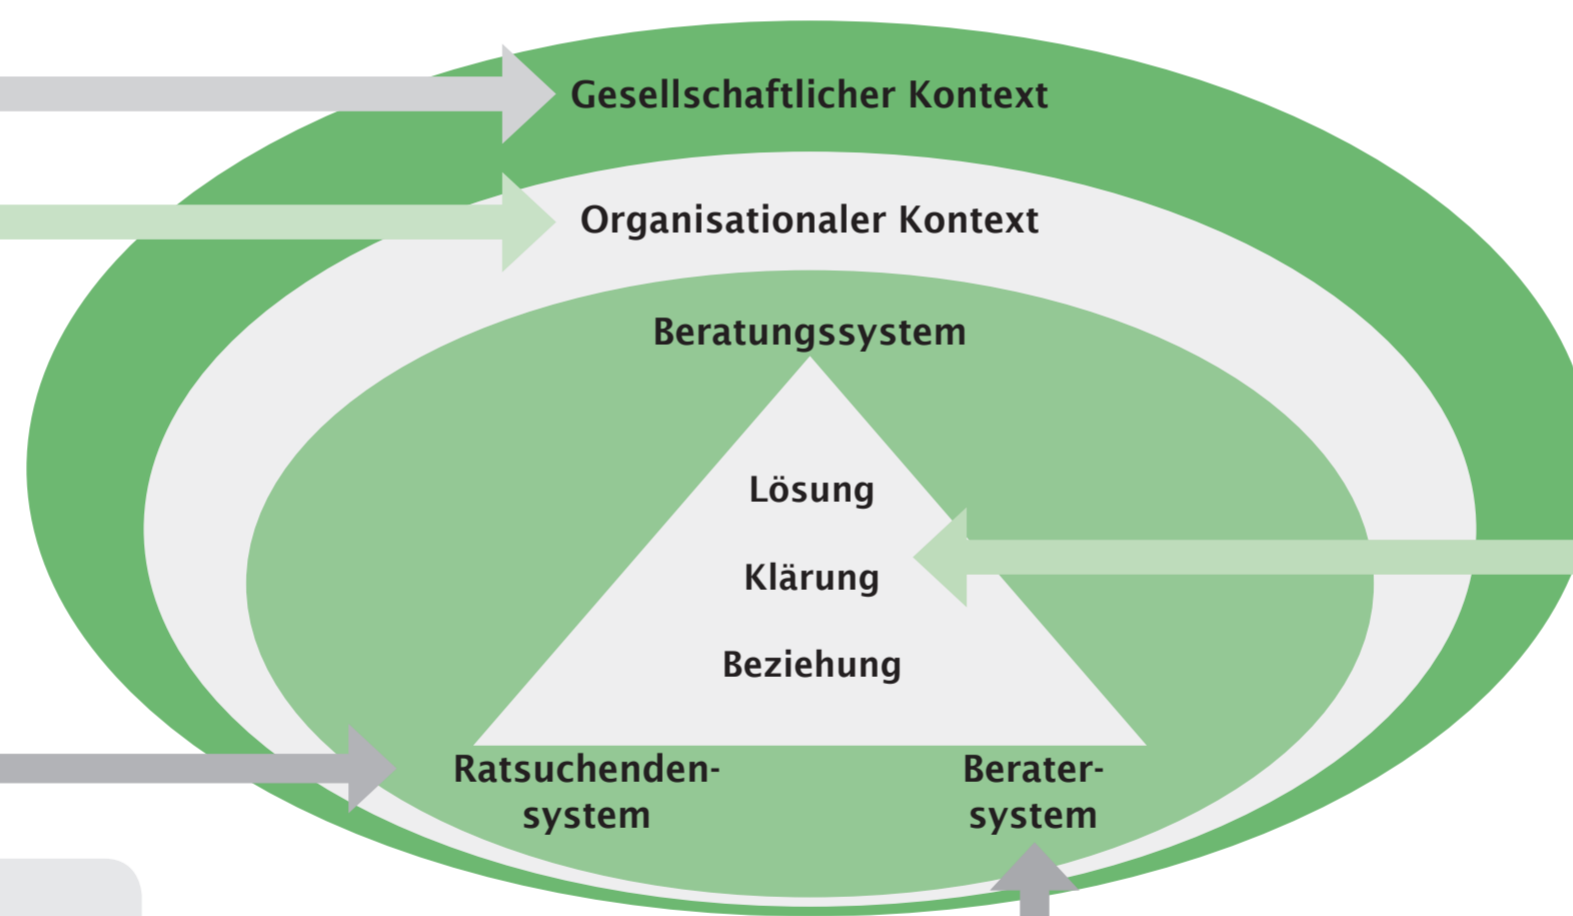 Gesellschaftlicher Kontext
Organisationaler Kontext
Beratungssystem
Lösung
Klärung
Beziehung
Ratsuchenden-
system
Berater-
system